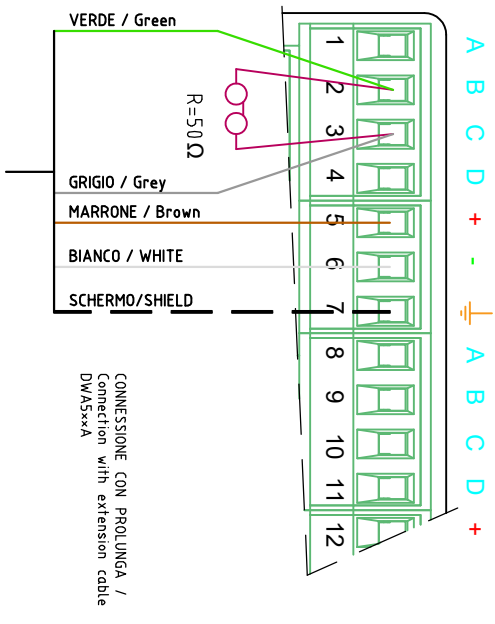 VERDE / Green
R=50Ω
GRIGIO / Grey
MARRONE / Brown
BIANCO / WHITE
SCHERMO/SHIELD
CONNESSIONE CON PROLUNGA /
Connection with extension cable
DWA5xxA
1 A
2 B
3 C
4 D
5 +
6 -
7
8 A
9 B
10 C
11 D
12 +